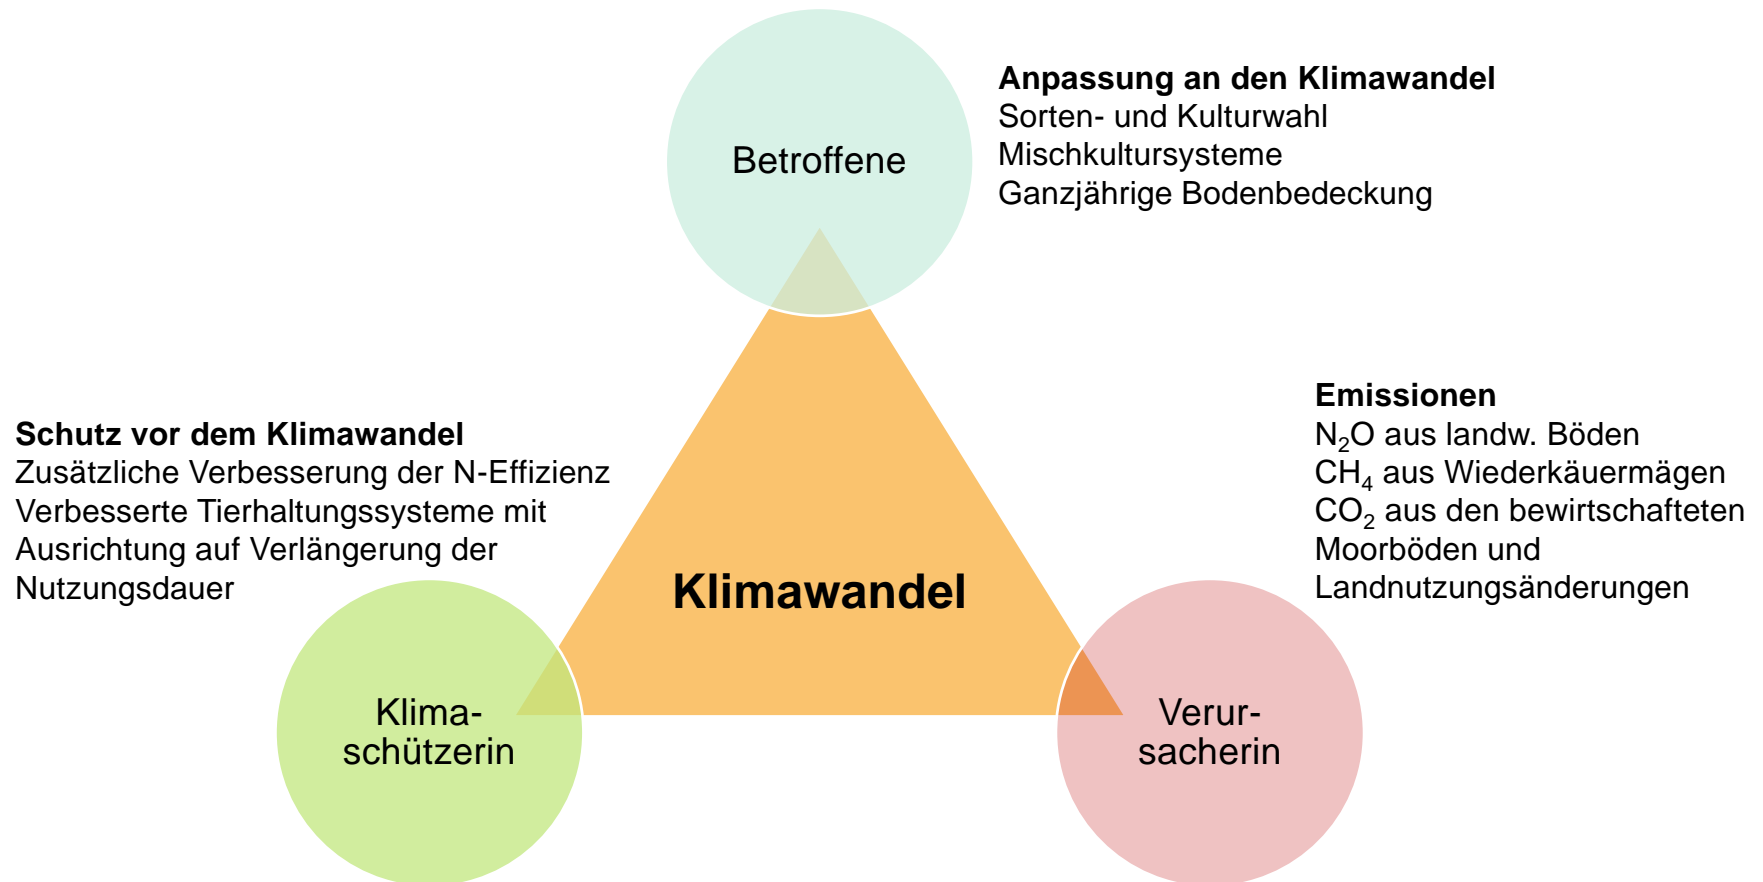 Betroffene
Anpassung an den Klimawandel
Sorten- und Kulturwahl
Mischkultursysteme
Ganzjährige Bodenbedeckung
Schutz vor dem Klimawandel
Zusätzliche Verbesserung der N-Effizienz
Verbesserte Tierhaltungssysteme mit
Ausrichtung auf Verlängerung der
Nutzungsdauer
Klimawandel
Emissionen
N₂O aus landw. Böden
CH₄ aus Wiederkäuermägen
CO₂ aus den bewirtschafteten
Moorböden und
Landnutzungsänderungen
Klima-
schützerin
Verur-
sacherin